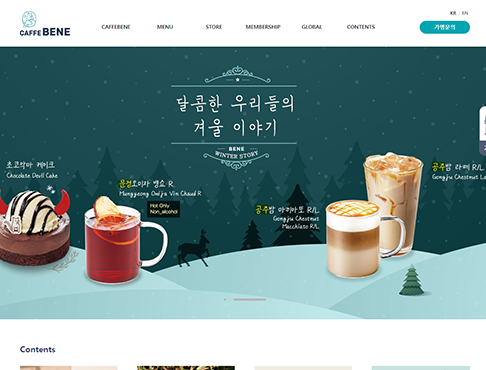 KR | EN
CAFFE BENE
CAFFEBENE MENU STORE MEMBERSHIP GLOBAL CONTENTS
가맹문의
달콤한 우리들의
겨울 이야기
BENE
WINTER STORY
초코악마 케이크
Chocolate Devil Cake
문경오미자 뱅쇼 R
Mungyeong Omija Vin Chaud R
Hot Only
Non_alcohol
공주밤 마끼아또 R/L
Gongju Chestnut
Macchiato R/L
공주밤 라떼 R/L
Gongju Chestnut La
Contents